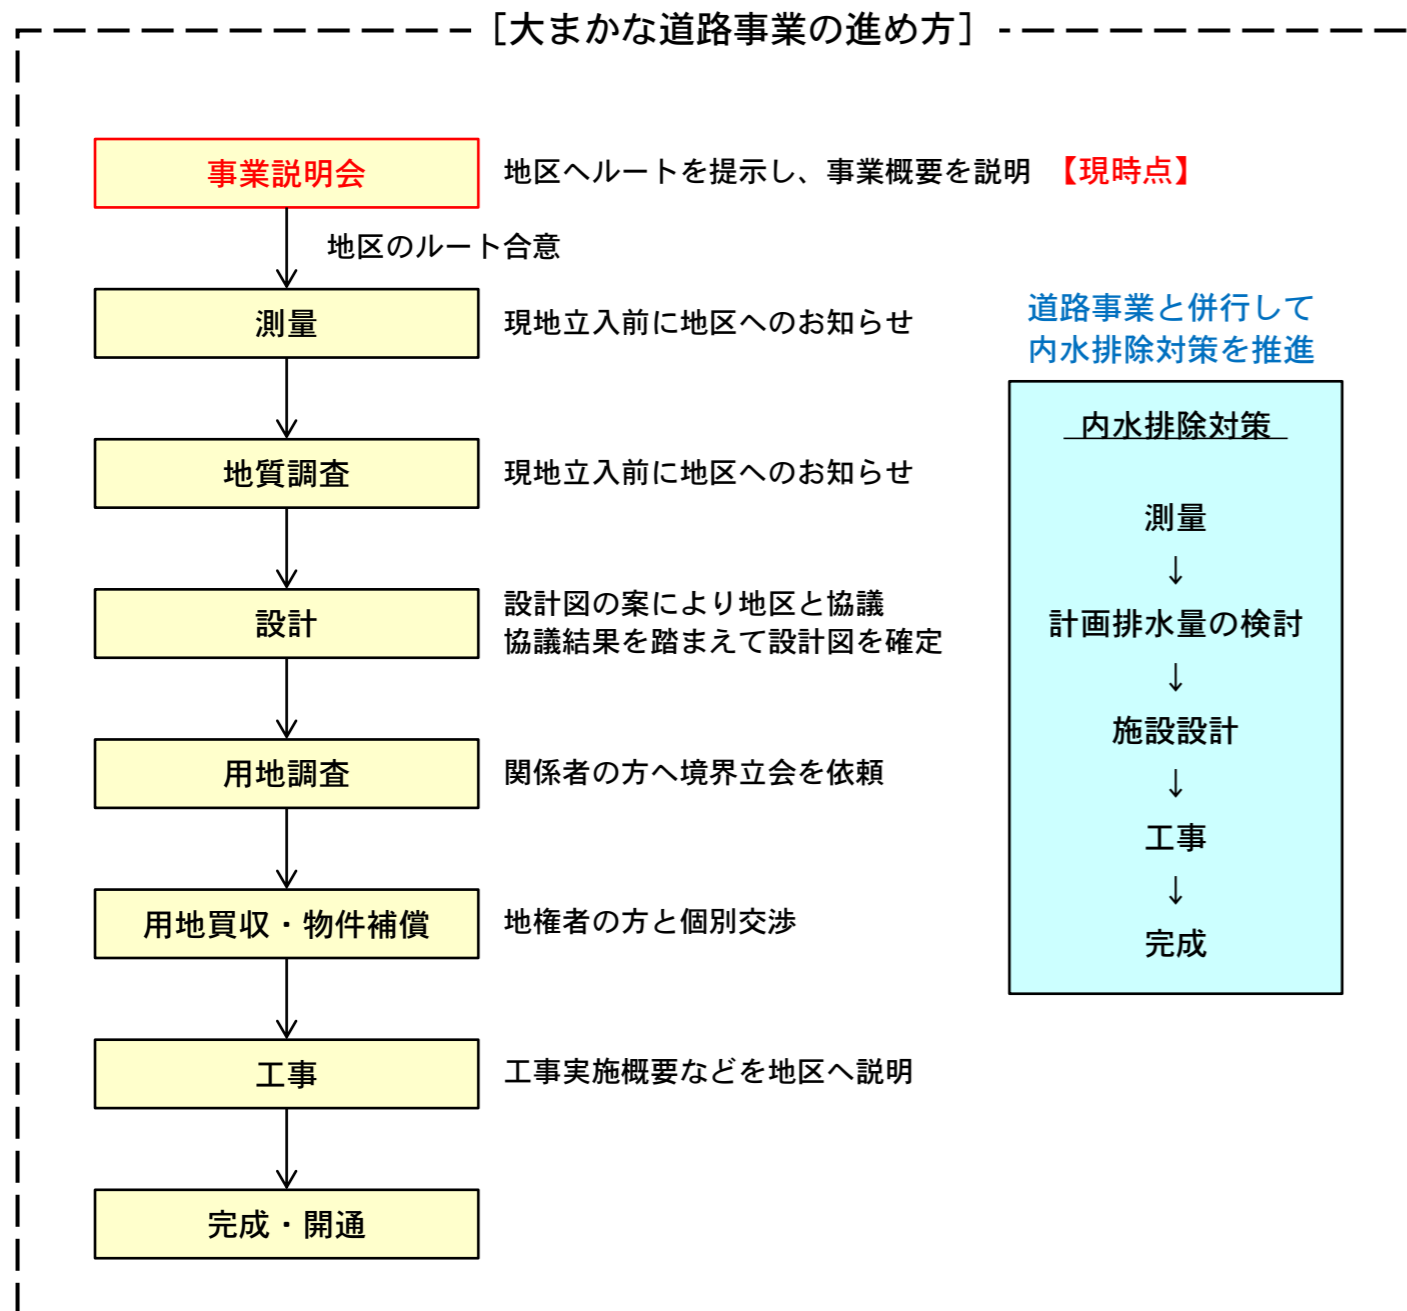 ［大まかな道路事業の進め方］
事業説明会
地区へルートを提示し、事業概要を説明 【現時点】
地区のルート合意
測量
現地立入前に地区へのお知らせ
地質調査
現地立入前に地区へのお知らせ
設計
設計図の案により地区と協議
協議結果を踏まえて設計図を確定
用地調査
関係者の方へ境界立会を依頼
用地買収・物件補償
地権者の方と個別交渉
工事
工事実施概要などを地区へ説明
完成・開通
道路事業と併行して
内水排除対策を推進
内水排除対策
測量
↓
計画排水量の検討
↓
施設設計
↓
工事
↓
完成